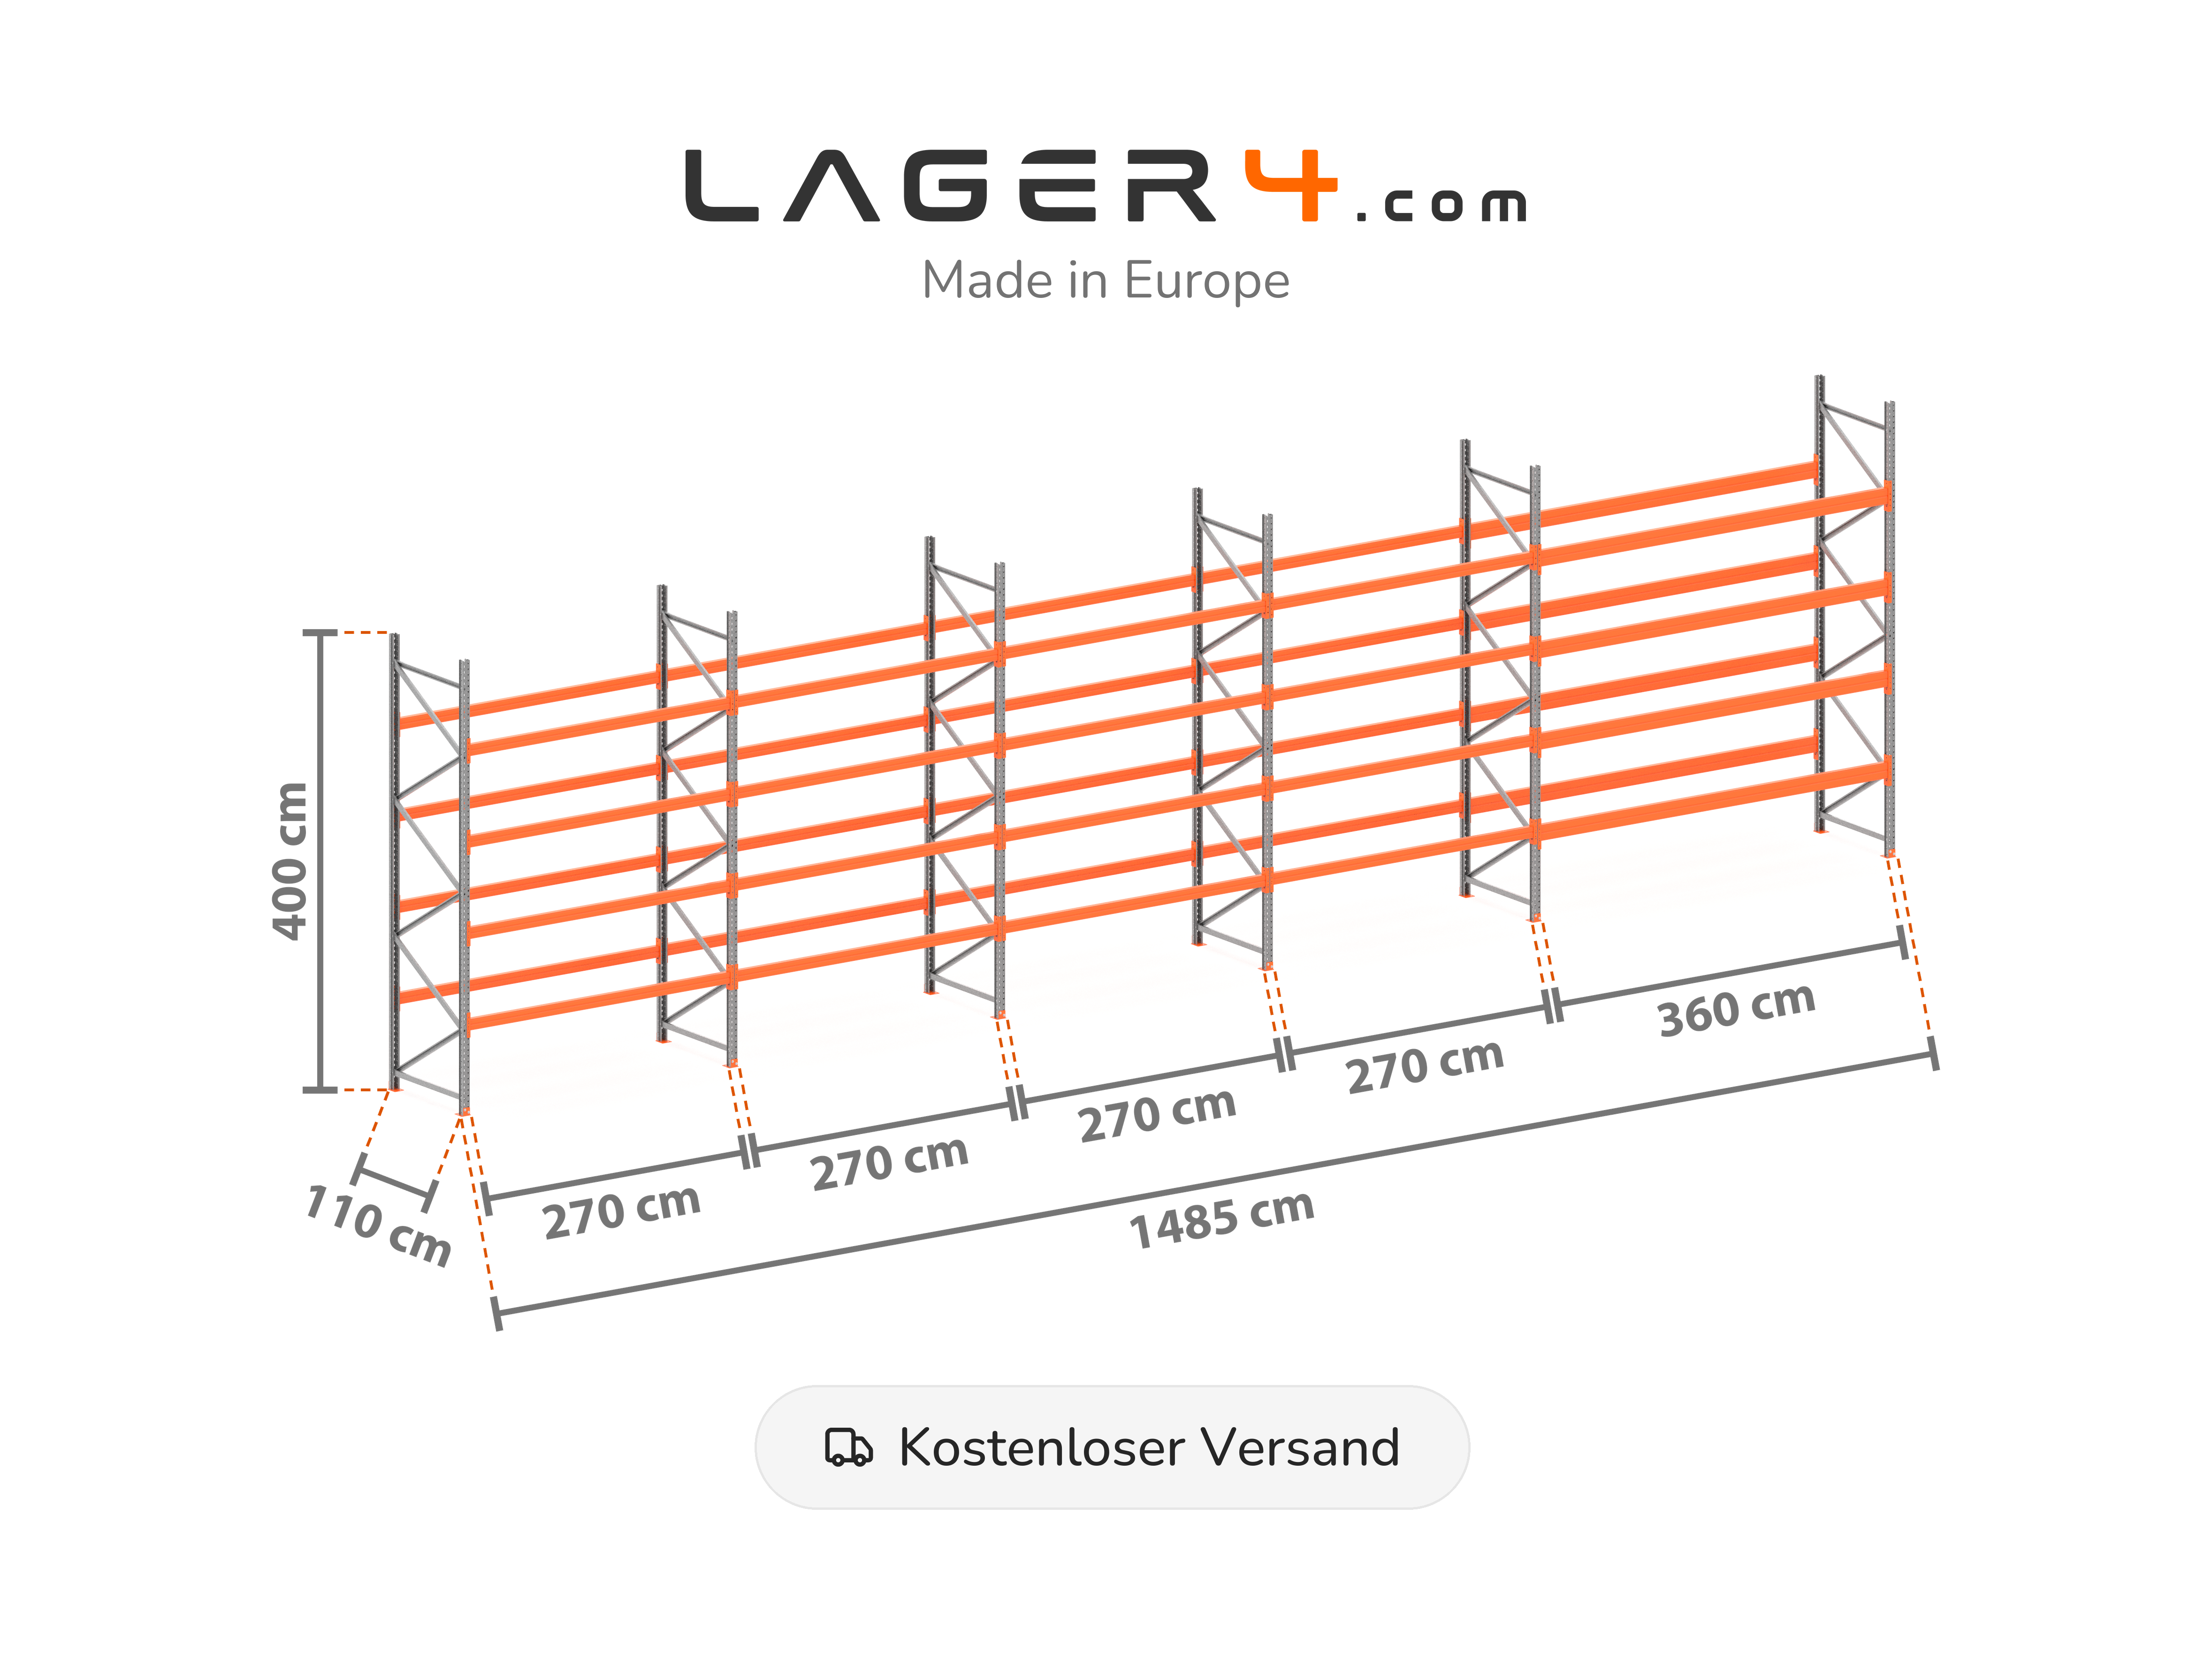 LAGER4.com
Made in Europe
400 cm
110 cm
270 cm
270 cm
270 cm
270 cm
360 cm
1485 cm
Kostenloser Versand